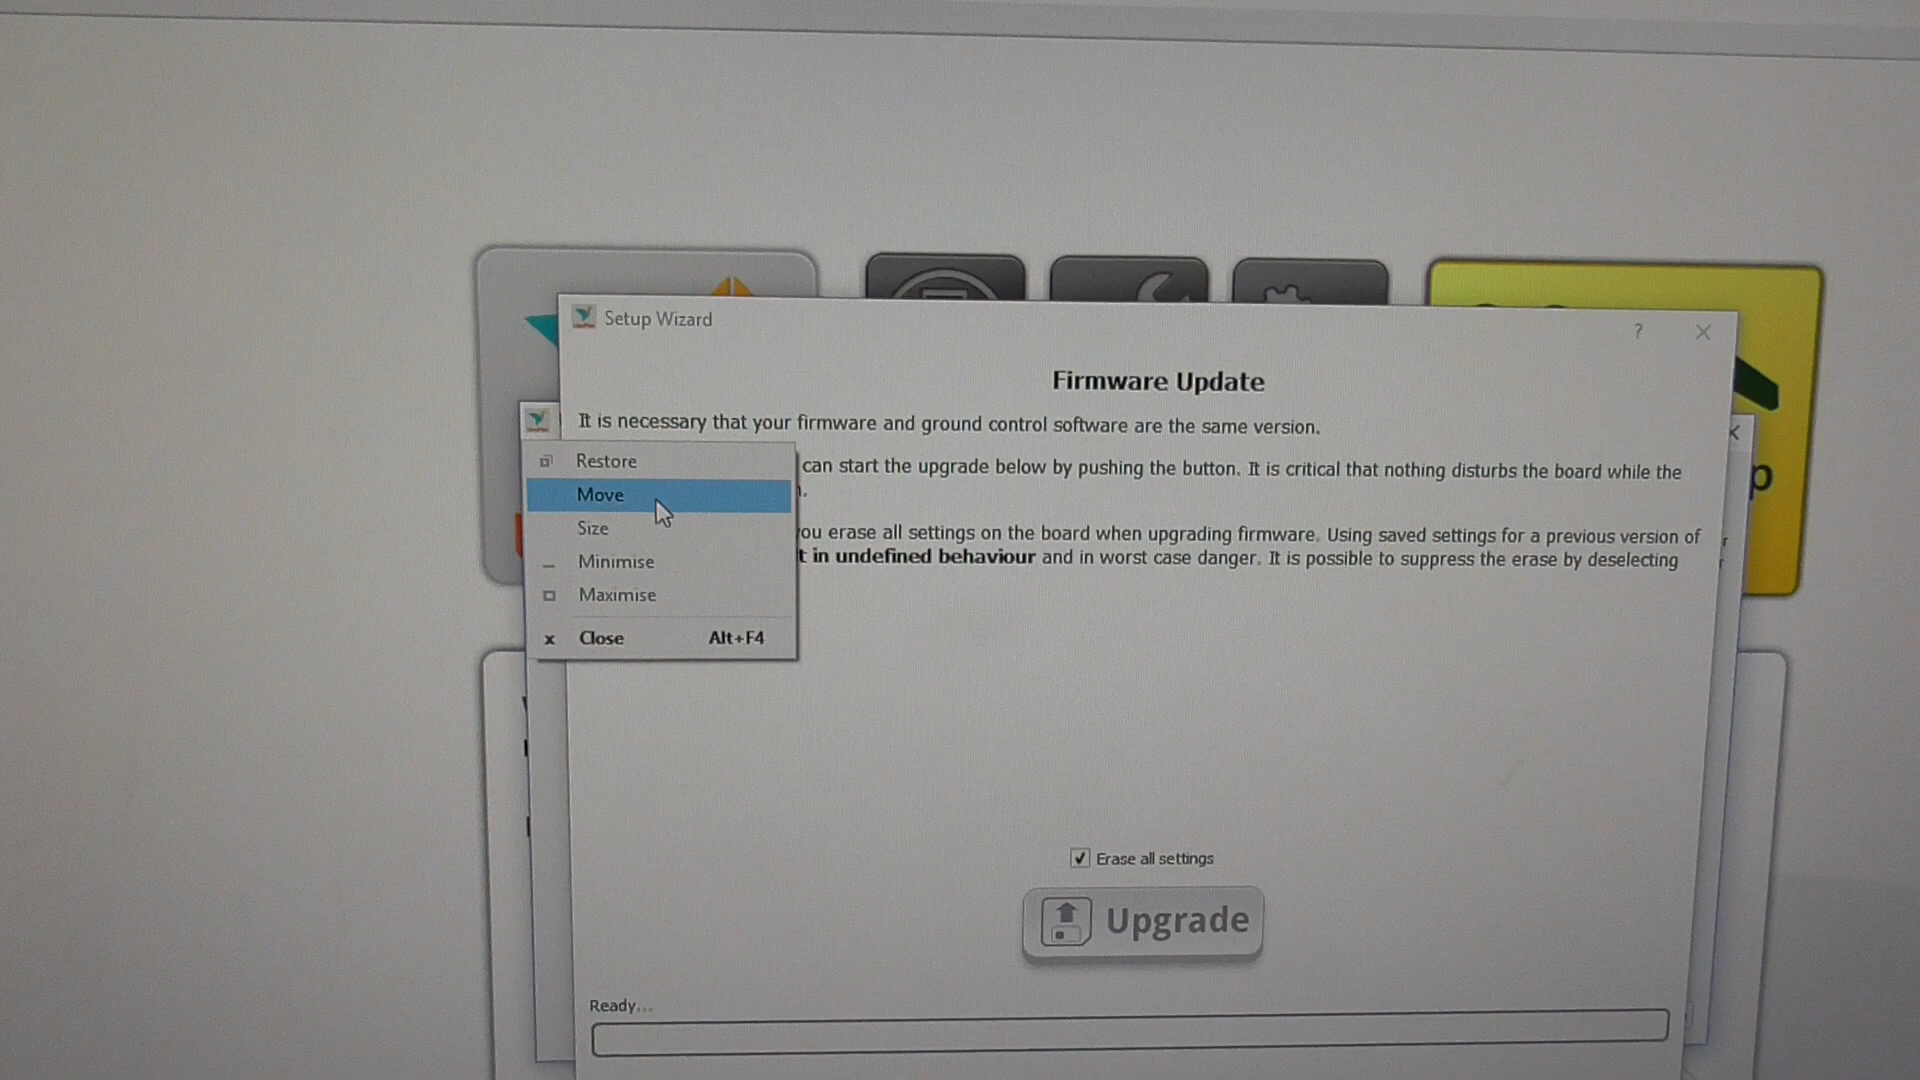 Setup Wizard
?
Firmware Update
It is necessary that your firmware and ground control software are the same version.
Restore
can start the upgrade below by pushing the button. It is critical that nothing disturbs the board while the
Move
Size
you erase all settings on the board when upgrading firmware. Using saved settings for a previous version of
t in undefined behaviour and in worst case danger. It is possible to suppress the erase by deselecting
Minimise
Maximise
x Close Alt+F4
p
Erase all settings
Upgrade
Ready...